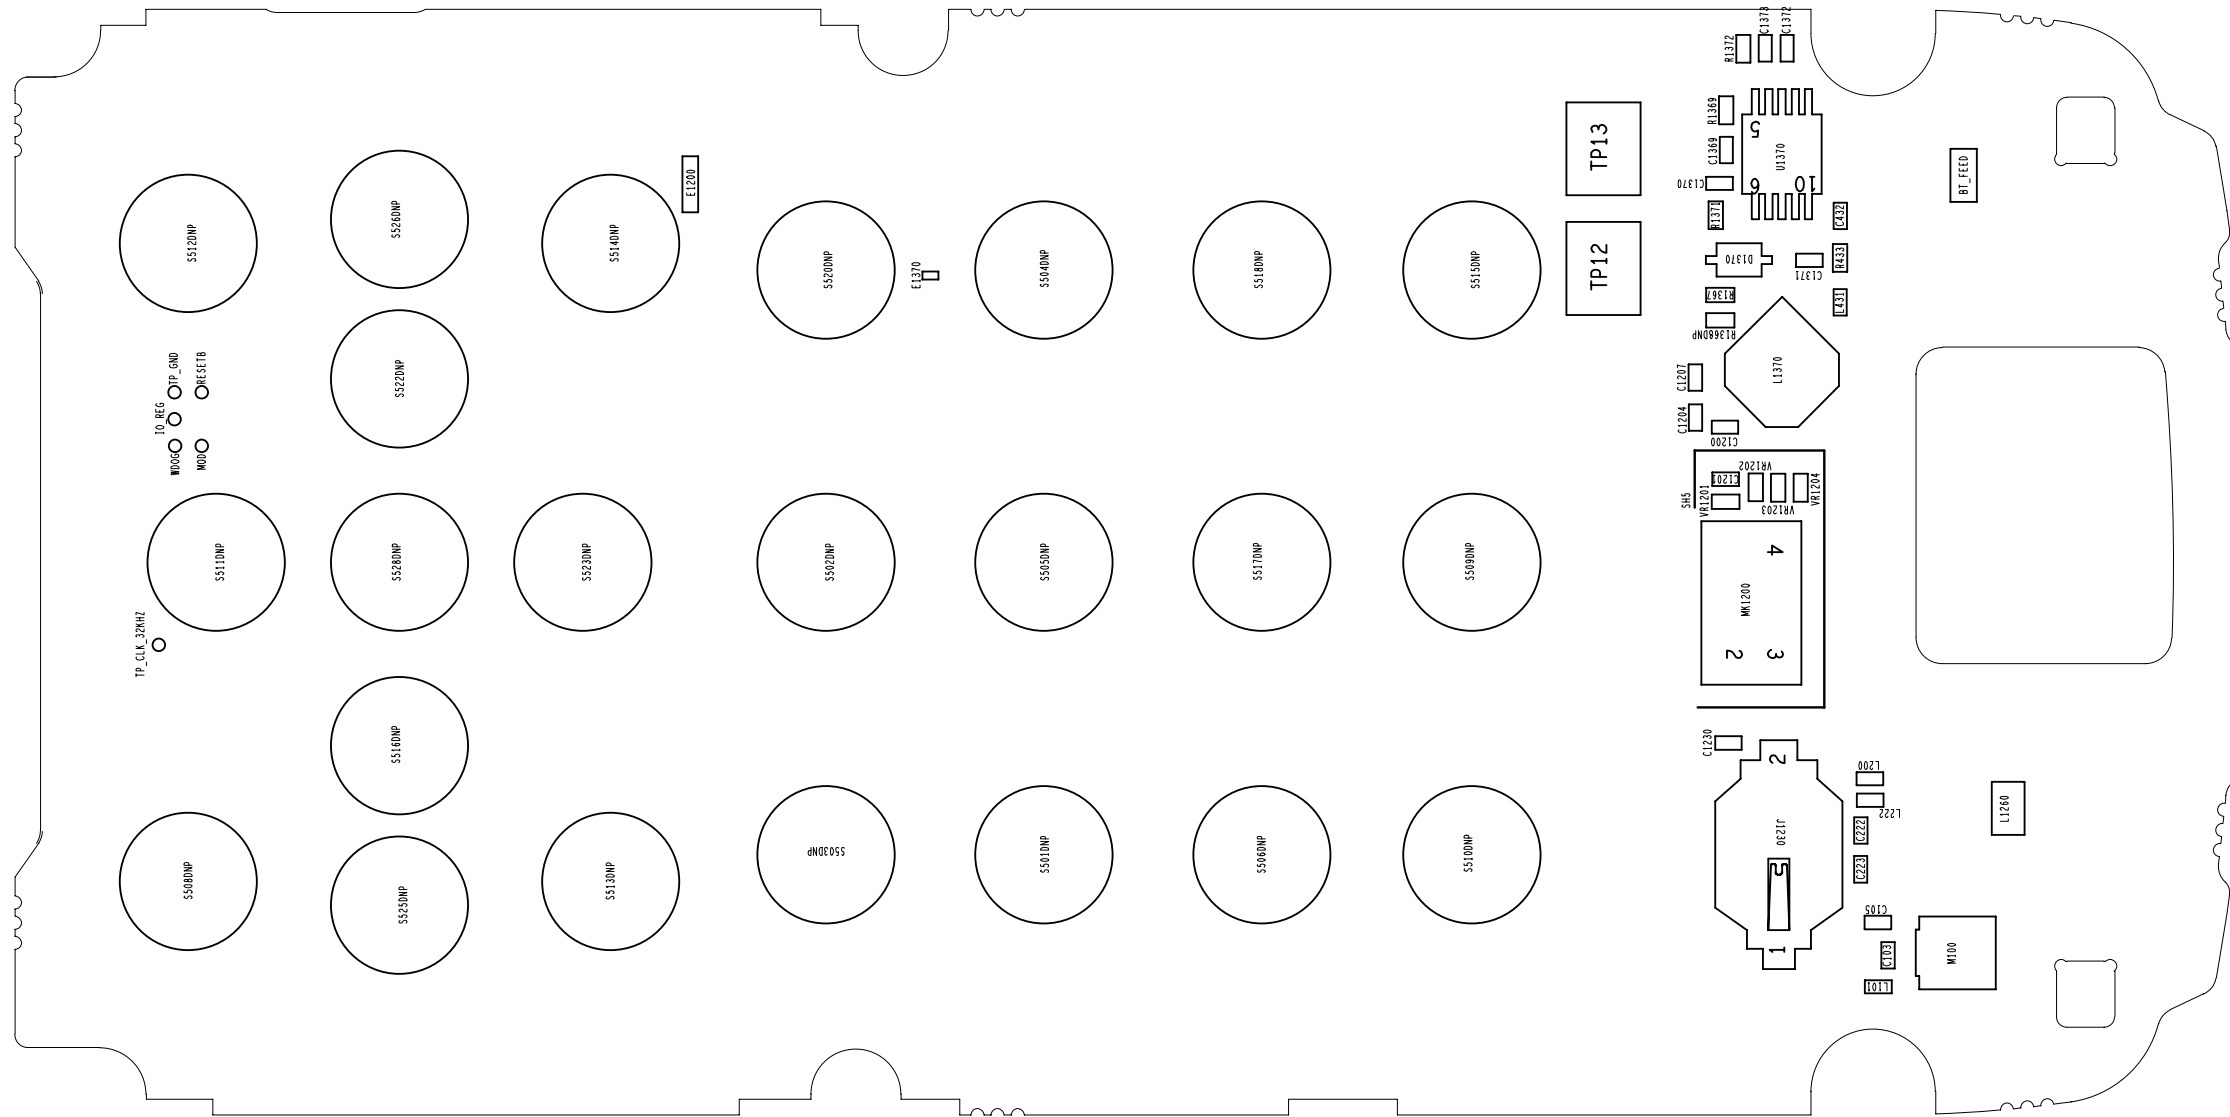 R1372
C1373
C1372
R1369
C1369
C1370
R1371
5
6
10
U1370
TP13
TP12
BT_FEED
C432
R433
L431
D1370
C1371
R1367
R1368DNP
L1370
C1207
C1204
C1200
S512DNP
S526DNP
S514DNP
E1200
S520DNP
E1370
S504DNP
S518DNP
S515DNP
S522DNP
TP_GND
RESETB
IO_REG
WDOG
MOD
SH5
C1201
VR1201
VR1202
VR1203
VR1204
4
MK1200
2
3
S511DNP
S528DNP
S523DNP
S502DNP
S505DNP
S517DNP
S509DNP
TP_CLK_32KHZ
S516DNP
C1230
2
J1230
1
L200
L222
C222
C223
L1260
S508DNP
S525DNP
S513DNP
S503DNP
S501DNP
S506DNP
S510DNP
C105
C103
L101
M100